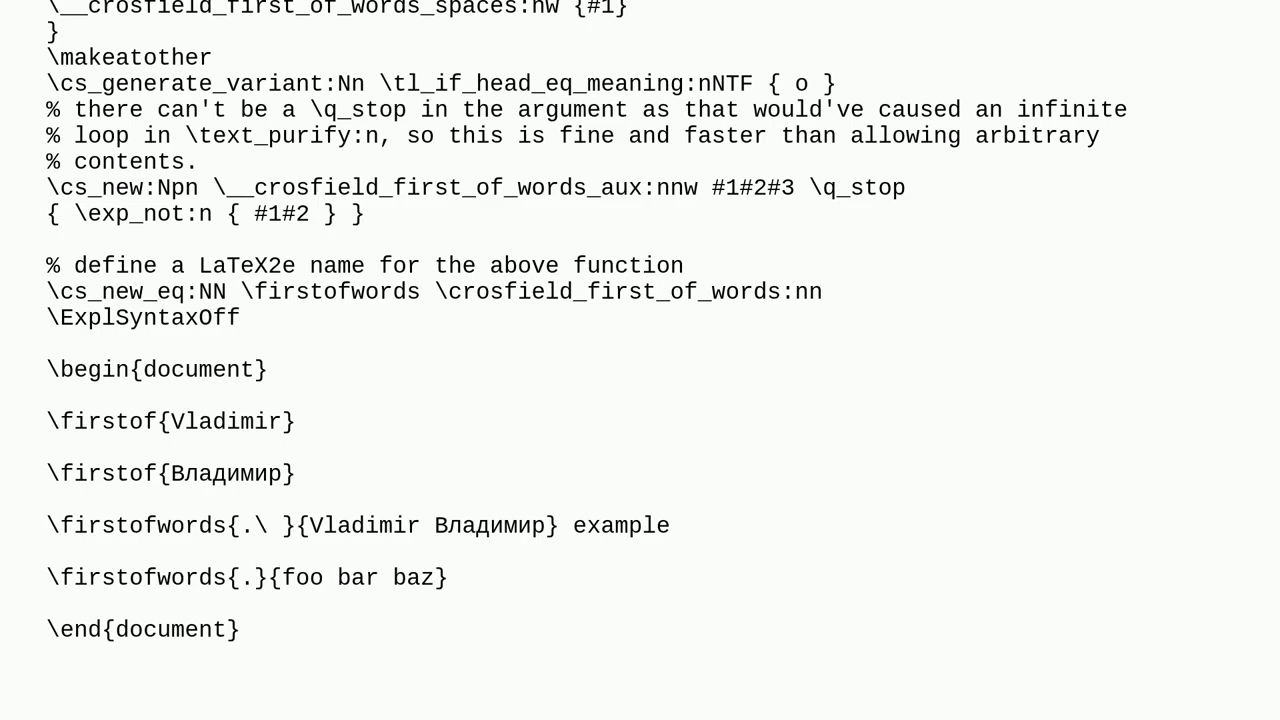 \__crosfield_first_of_words_spaces:nw {#1}
}
\makeatother
\cs_generate_variant:Nn \tl_if_head_eq_meaning:nNTF { o }
% there can't be a \q_stop in the argument as that would've caused an infinite
% loop in \text_purify:n, so this is fine and faster than allowing arbitrary
% contents.
\cs_new:Npn \__crosfield_first_of_words_aux:nnw #1#2#3 \q_stop
{ \exp_not:n { #1#2 } }
% define a LaTeX2e name for the above function
\cs_new_eq:NN \firstofwords \crosfield_first_of_words:nn
\ExplSyntaxOff
\begin{document}
\firstof{Vladimir}
\firstof{Владимир}
\firstofwords{.\ }{Vladimir Владимир} example
\firstofwords{.}{foo bar baz}
\end{document}